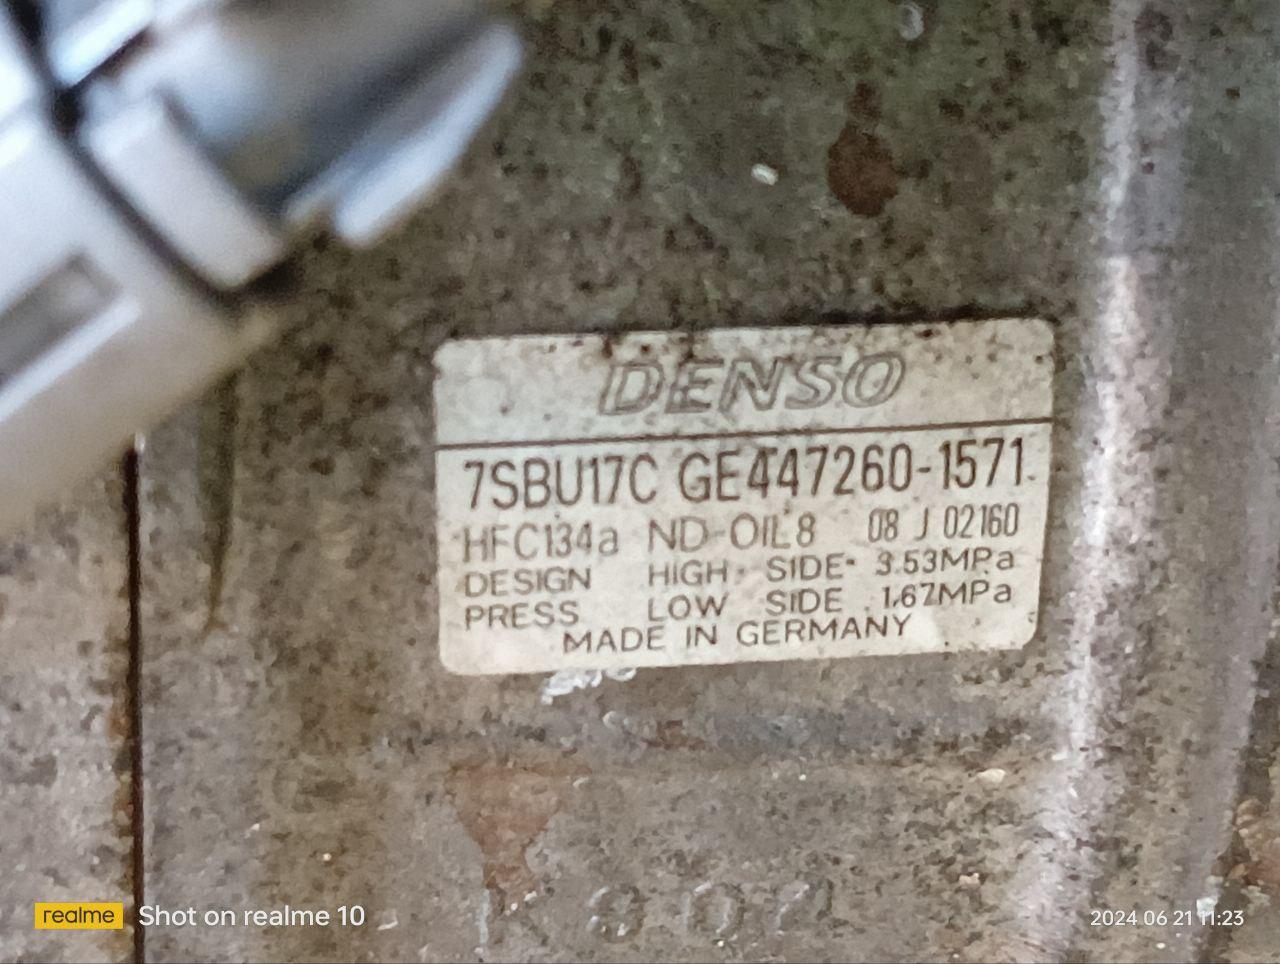 DENSO
7SBU17C GE447260-1571
HFC134a ND-OIL8 08 J 02160
DESIGN HIGH SIDE 3.53MPa
PRESS LOW SIDE 1.67MPa
MADE IN GERMANY
realme Shot on realme 10
2024 06 21 11:23